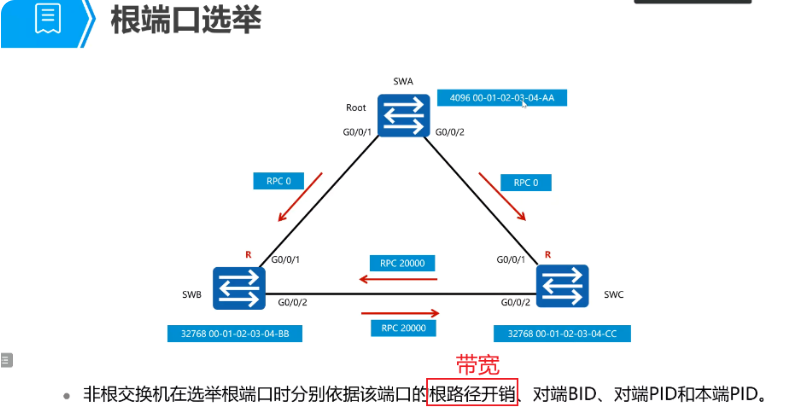 根端口选举
SWA
4096 00-01-02-03-04-AA
Root
G0/0/1
G0/0/2
RPC 0
RPC 0
R
R
G0/0/1
RPC 20000
G0/0/1
SWB
G0/0/2
G0/0/2
SWC
RPC 20000
32768 00-01-02-03-04-BB
32768 00-01-02-03-04-CC
带宽
• 非根交换机在选举根端口时分别依据该端口的根路径开销、对端BID、对端PID和本端PID。